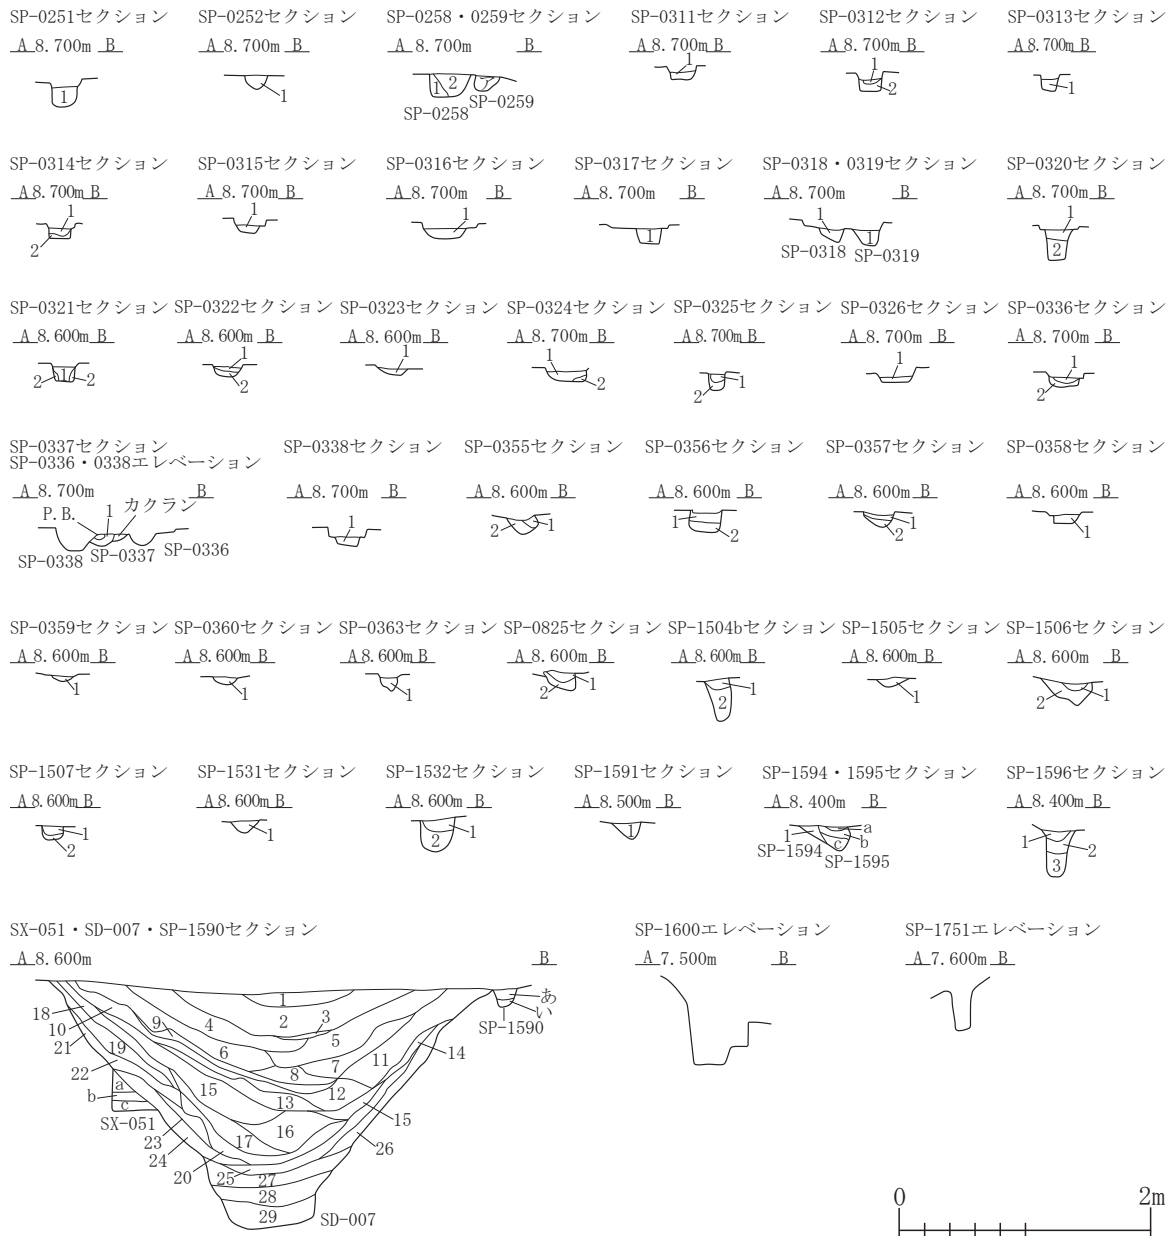 SP-0251セクション SP-0252セクション SP-0258・0259セクション SP-0311セクション SP-0312セクション SP-0313セクション
A 8.700m B A 8.700m B A 8.700m B A 8.700m B A 8.700m B A 8.700m B
1 1 1 2 1 1 1 2 1
SP-0258 SP-0259
SP-0314セクション SP-0315セクション SP-0316セクション SP-0317セクション SP-0318・0319セクション SP-0320セクション
A 8.700m B A 8.700m B A 8.700m B A 8.700m B A 8.700m B A 8.700m B
1 2 1 1 1 1 1 1 2
SP-0318 SP-0319
SP-0321セクション SP-0322セクション SP-0323セクション SP-0324セクション SP-0325セクション SP-0326セクション SP-0336セクション
A 8.600m B A 8.600m B A 8.600m B A 8.700m B A 8.700m B A 8.700m B A 8.700m B
2 1 2 1 2 1 1 2 2 1 1 1 2
SP-0337セクション SP-0338セクション SP-0355セクション SP-0356セクション SP-0357セクション SP-0358セクション
SP-0336・0338エレベーション
A 8.700m B A 8.700m B A 8.600m B A 8.600m B A 8.600m B A 8.600m B
P.B. 1 カクラン 1 2 1 1 2 1 2 1
SP-0338 SP-0337 SP-0336
SP-0359セクション SP-0360セクション SP-0363セクション SP-0825セクション SP-1504bセクション SP-1505セクション SP-1506セクション
A 8.600m B A 8.600m B A 8.600m B A 8.600m B A 8.600m B A 8.600m B A 8.600m B
1 1 1 2 1 1 2 1 2 1
SP-1507セクション SP-1531セクション SP-1532セクション SP-1591セクション SP-1594・1595セクション SP-1596セクション
A 8.600m B A 8.600m B A 8.600m B A 8.500m B A 8.400m B A 8.400m B
1 2 1 1 2 1 1 a b c 1 2 3
SP-1594 SP-1595
SX-051・SD-007・SP-1590セクション SP-1600エレベーション SP-1751エレベーション
A 8.600m B A 7.500m B A 7.600m B
1 あ
18 2 3 い
10 9 4 5 SP-1590
21 6 14
19 7 11
22 8
a 15 12
b 13
c 15
SX-051 16
23 17 26
24
20 25 27
28
29 SD-007
0 2m